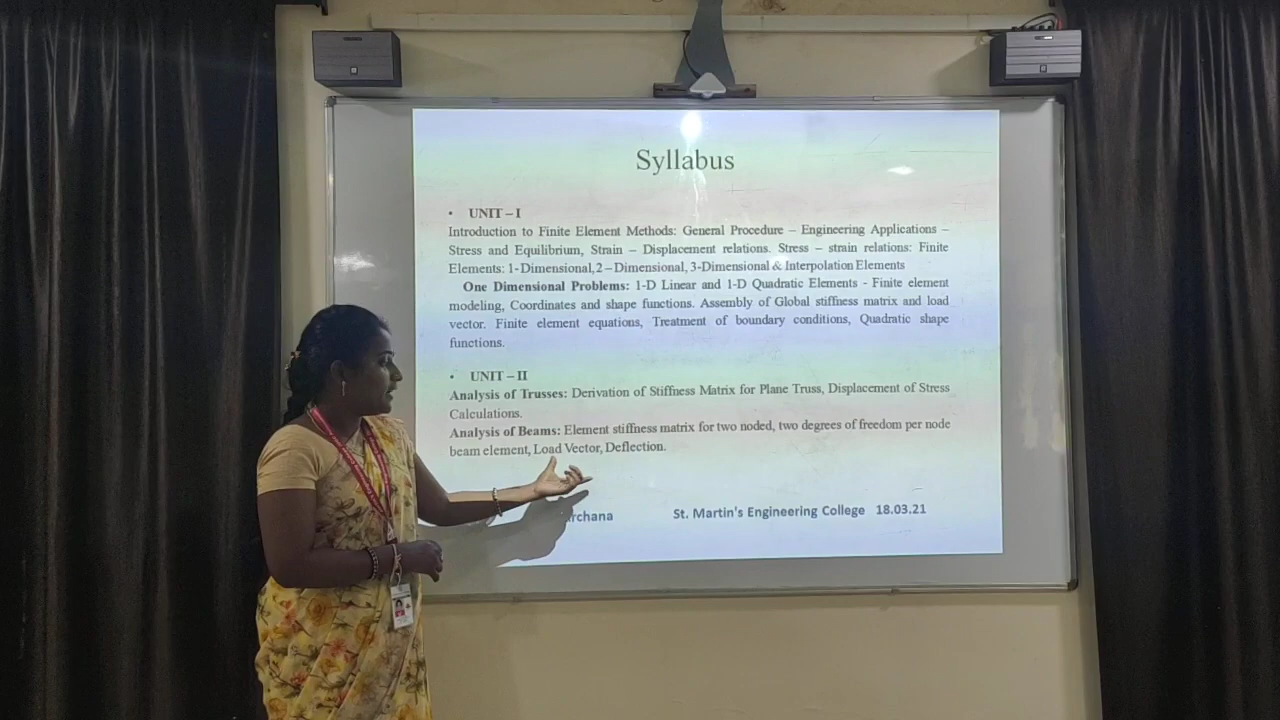 Syllabus
• UNIT – I
Introduction to Finite Element Methods: General Procedure – Engineering Applications –
Stress and Equilibrium, Strain – Displacement relations. Stress – strain relations: Finite
Elements: 1-Dimensional, 2 – Dimensional, 3-Dimensional & Interpolation Elements
One Dimensional Problems: 1-D Linear and 1-D Quadratic Elements - Finite element
modeling, Coordinates and shape functions. Assembly of Global stiffness matrix and load
vector. Finite element equations, Treatment of boundary conditions, Quadratic shape
functions.
• UNIT – II
Analysis of Trusses: Derivation of Stiffness Matrix for Plane Truss, Displacement of Stress
Calculations.
Analysis of Beams: Element stiffness matrix for two noded, two degrees of freedom per node
beam element, Load Vector, Deflection.
rchana St. Martin's Engineering College 18.03.21